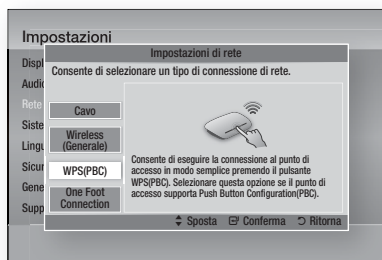 Impostazioni
Impostazioni di rete
Displ
Consente di selezionare un tipo di connessione di rete.
Audio
Rete
Siste
Lingu
Sicur
Gene
Supp
Cavo
Wireless
(Generale)
WPS(PBC)
One Foot
Connection
Consente di eseguire la connessione al punto di
accesso in modo semplice premendo il pulsante
WPS(PBC). Selezionare questa opzione se il punto di
accesso supporta Push Button Configuration(PBC).
Sposta Conferma Ritorna